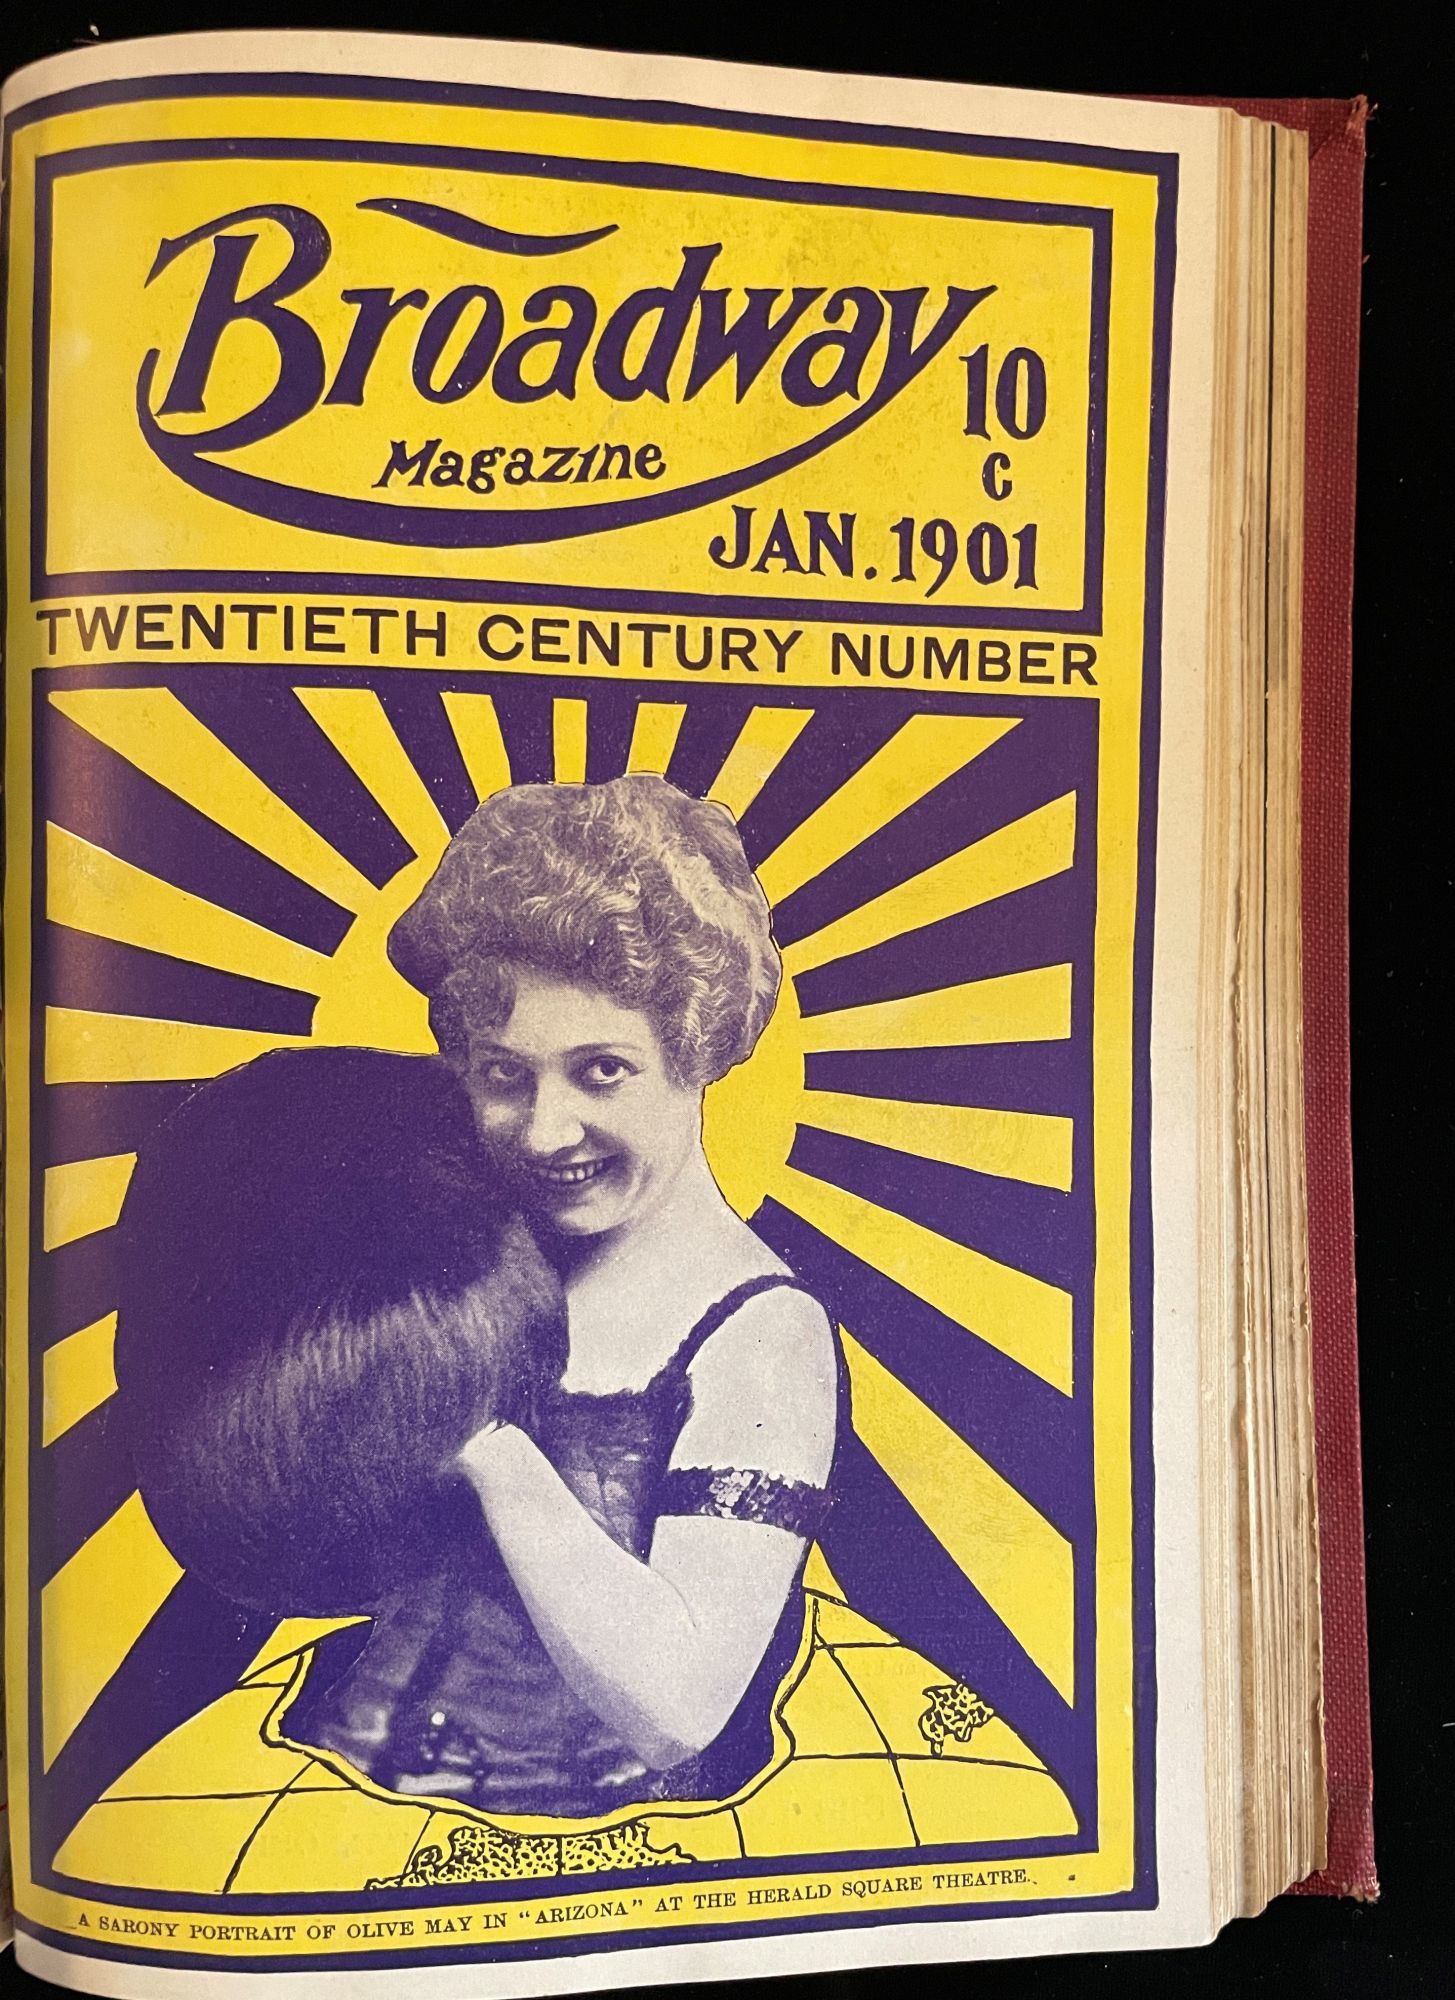 Broadway
Magazine
10
c
JAN. 1901
TWENTIETH CENTURY NUMBER
A SARONY PORTRAIT OF OLIVE MAY IN "ARIZONA" AT THE HERALD SQUARE THEATRE.